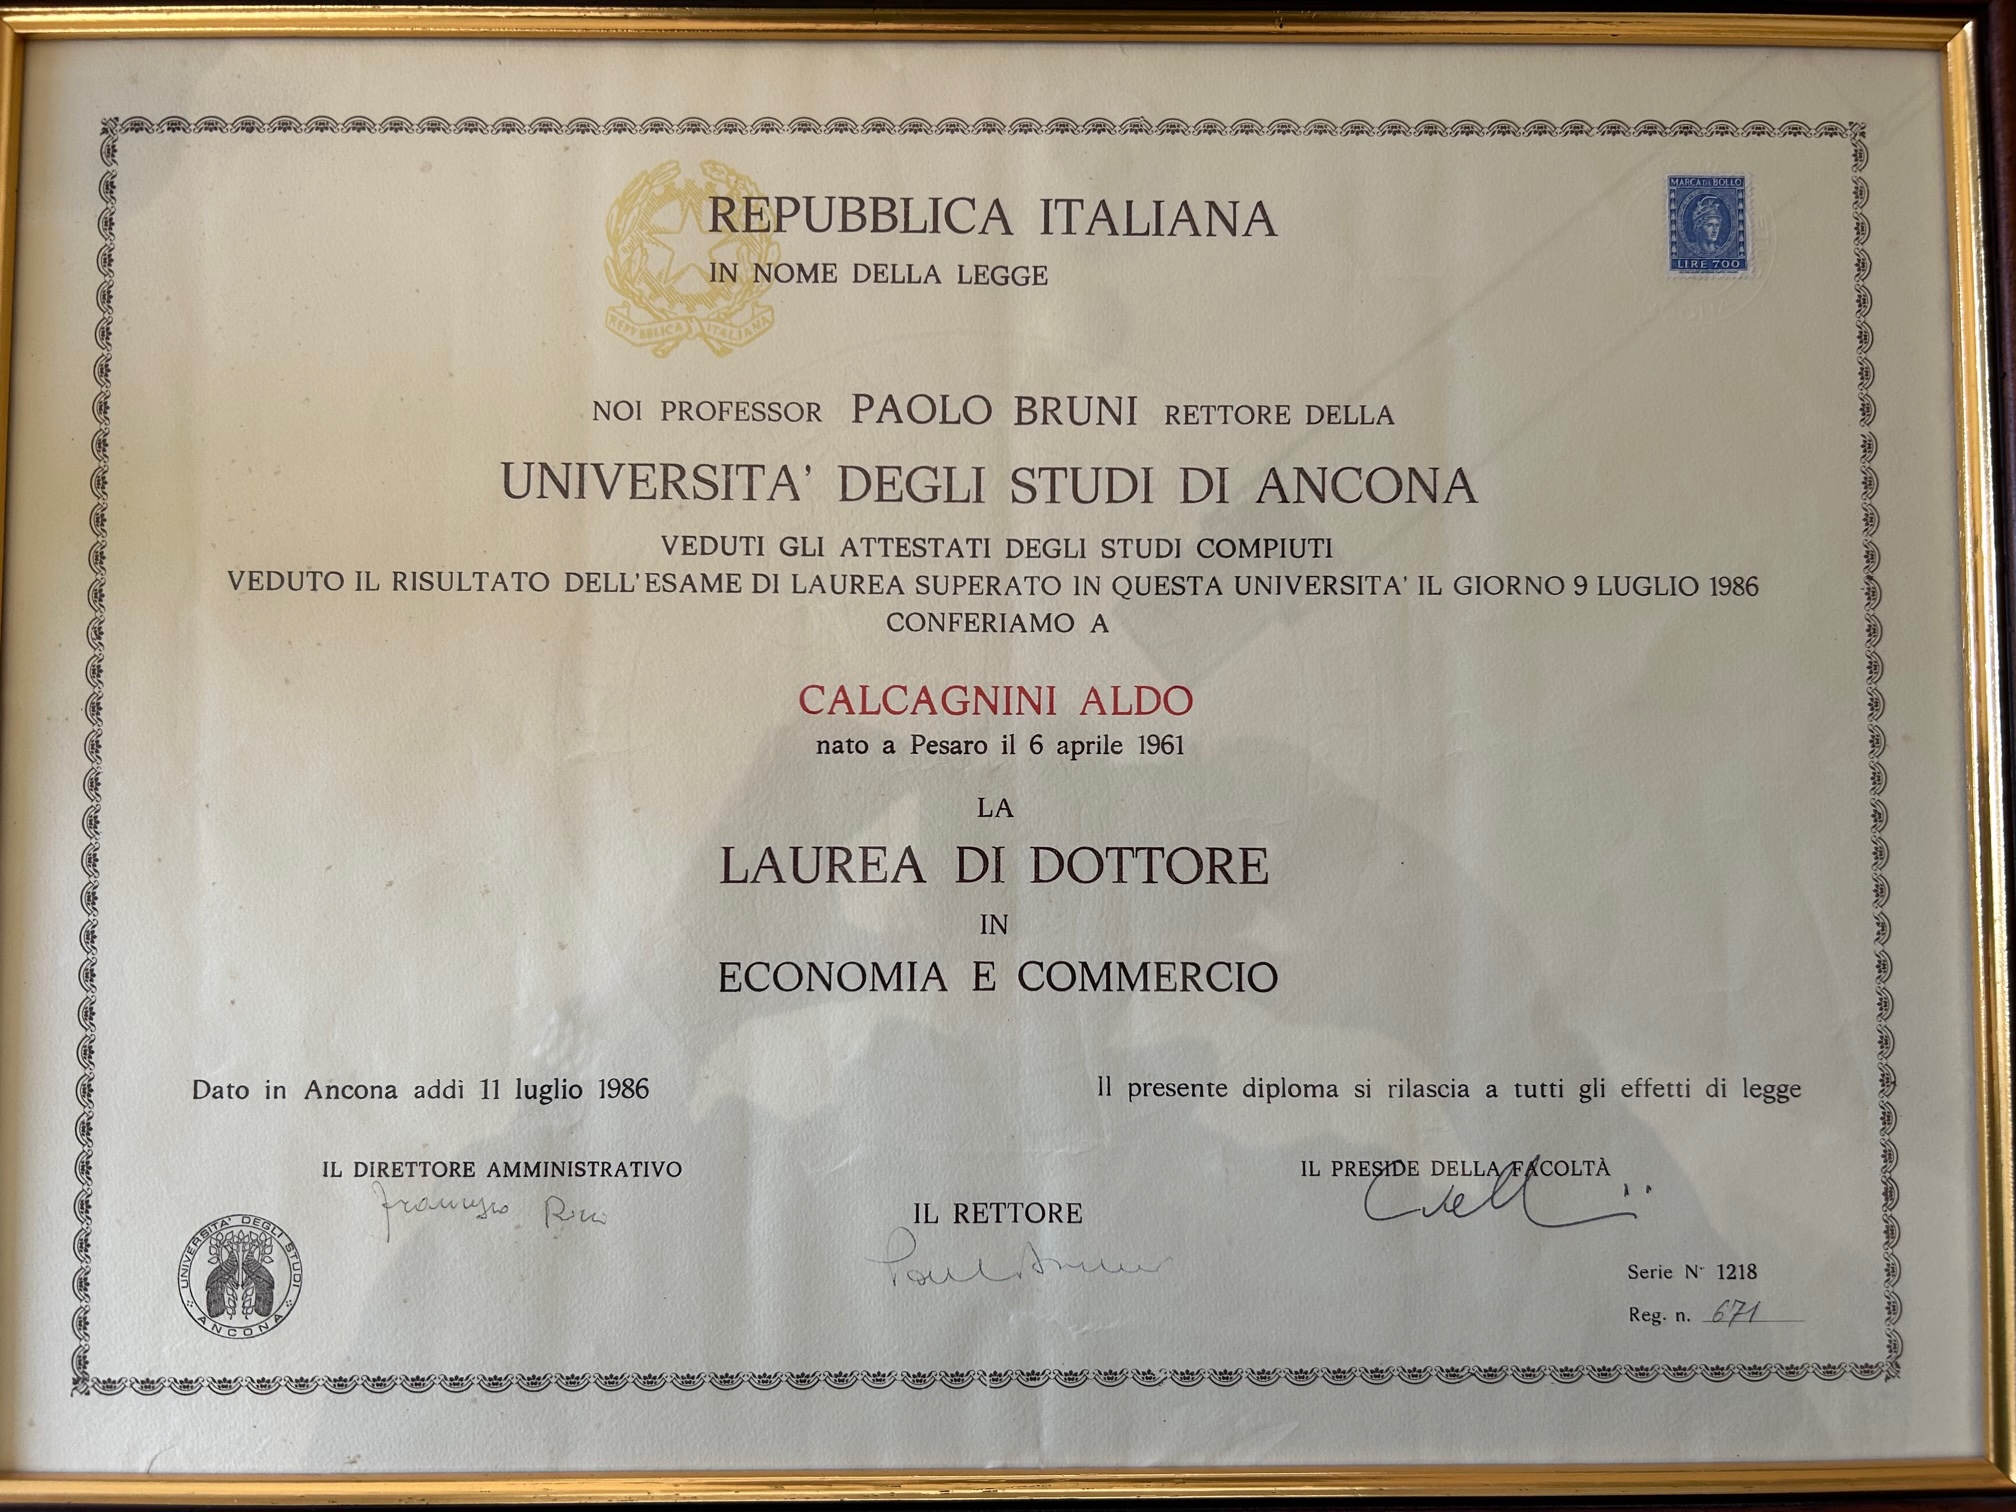 REPUBBLICA ITALIANA
IN NOME DELLA LEGGE
REPVBBLICA ITALIANA
MARCA DA BOLLO
LIRE 700
NOI PROFESSOR PAOLO BRUNI RETTORE DELLA
UNIVERSITA' DEGLI STUDI DI ANCONA
VEDUTI GLI ATTESTATI DEGLI STUDI COMPIUTI
VEDUTO IL RISULTATO DELL'ESAME DI LAUREA SUPERATO IN QUESTA UNIVERSITA' IL GIORNO 9 LUGLIO 1986
CONFERIAMO A
CALCAGNINI ALDO
nato a Pesaro il 6 aprile 1961
LA
LAUREA DI DOTTORE
IN
ECONOMIA E COMMERCIO
Dato in Ancona addì 11 luglio 1986
Il presente diploma si rilascia a tutti gli effetti di legge
IL DIRETTORE AMMINISTRATIVO
IL RETTORE
IL PRESIDE DELLA FACOLTÀ
UNIVERSITA' DEGLI STUDI
ANCONA
Serie N· 1218
Reg. n. 671